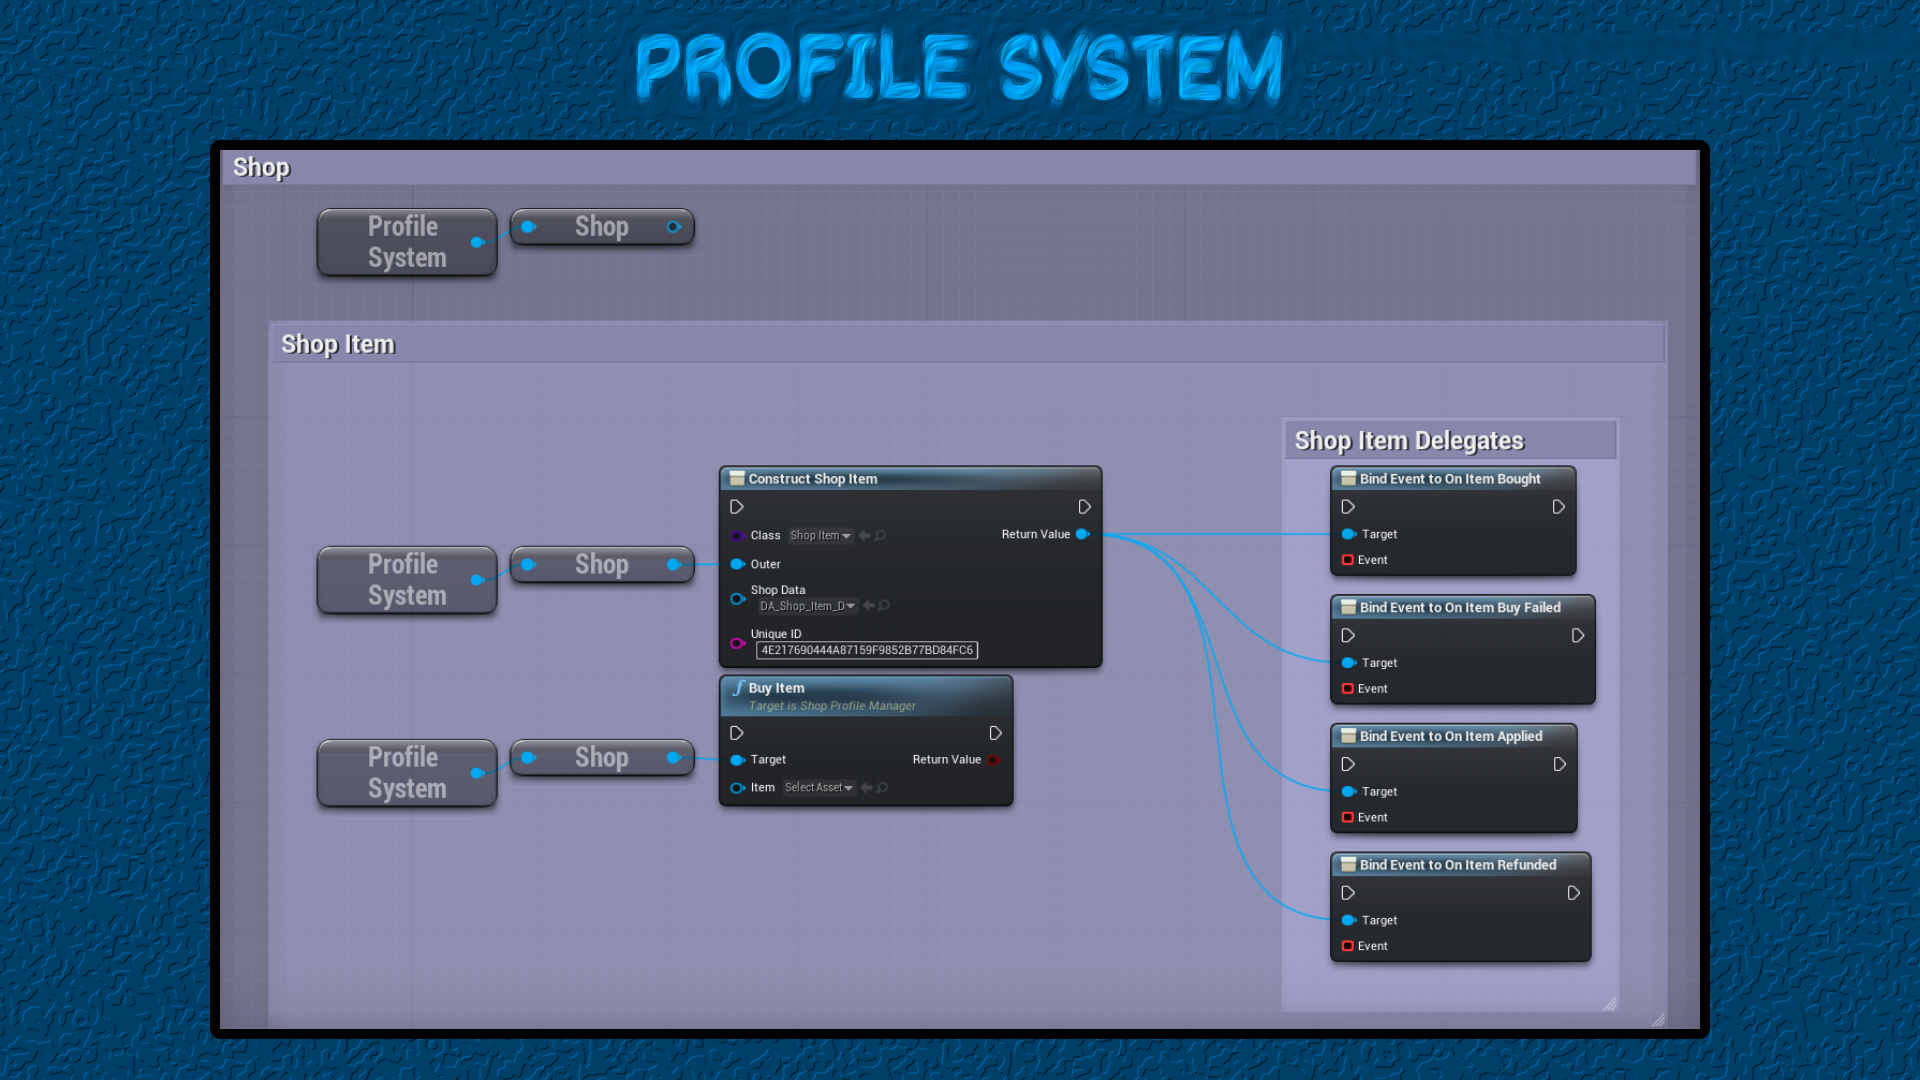 PROFILE SYSTEM
Shop
Profile
System
Shop
Shop Item
Profile
System
Shop
Construct Shop Item
Class Shop Item
Return Value
Outer
Shop Data
DA_Shop_Item_D
Unique ID
4E217690444A87159F9852B77BD84FC6
Profile
System
Shop
Buy Item
Target is Shop Profile Manager
Target
Return Value
Item Select Asset
Shop Item Delegates
Bind Event to On Item Bought
Target
Event
Bind Event to On Item Buy Failed
Target
Event
Bind Event to On Item Applied
Target
Event
Bind Event to On Item Refunded
Target
Event